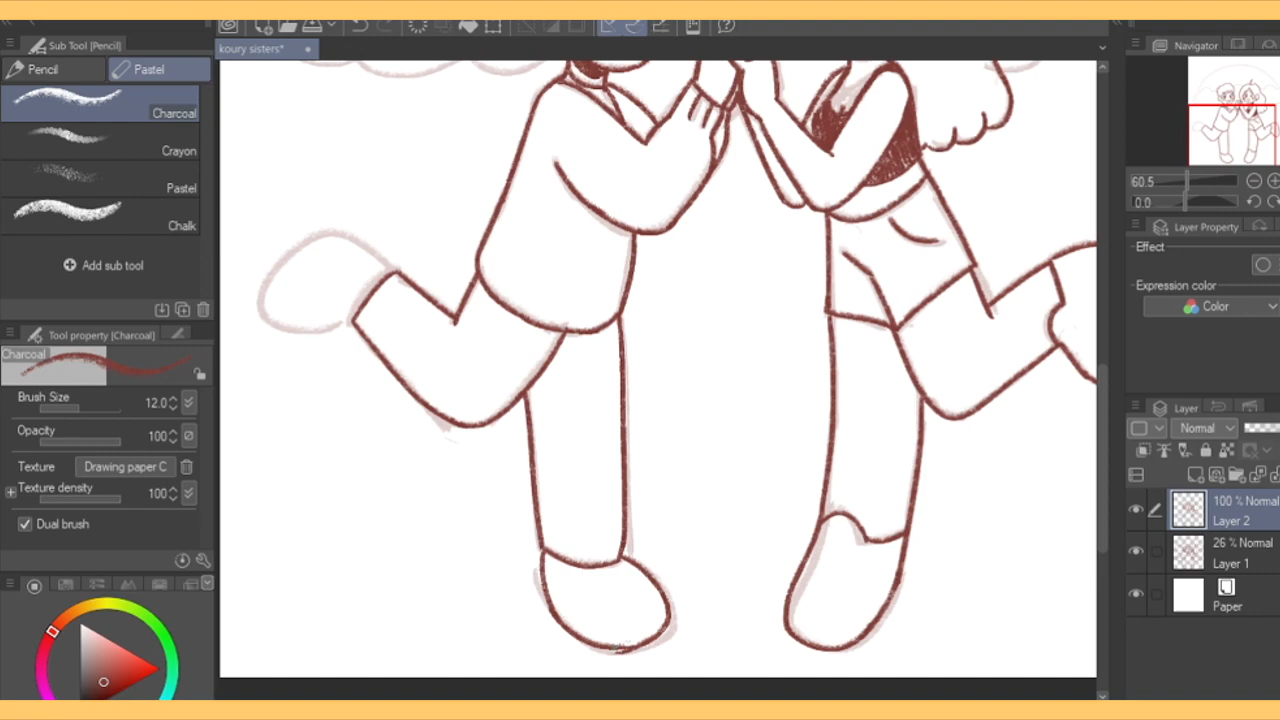 Sub Tool [Pencil]
Pencil
Pastel
Charcoal
Crayon
Pastel
Chalk
Add sub tool
Tool property [Charcoal]
Charcoal
Brush Size
12.0
Opacity
100
Texture
Drawing paper C
Texture density
100
Dual brush
koury sisters*
Navigator
60.5
0.0
Layer Property
Effect
Expression color
Color
Layer
Normal
100 % Normal
Layer 2
26 % Normal
Layer 1
Paper